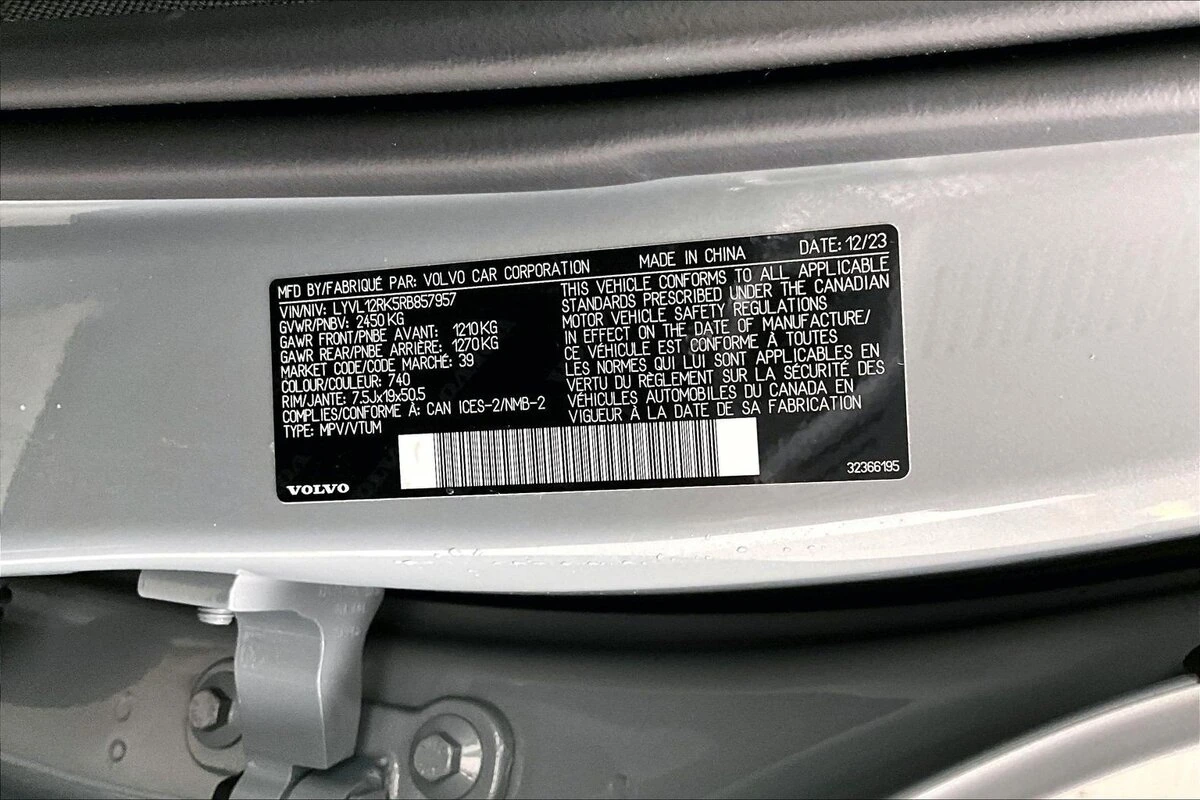 MFD BY/FABRIQUÉ PAR: VOLVO CAR CORPORATION MADE IN CHINA DATE: 12/23
VIN/NIV: LYVL12RK5RB857957
GVWR/PNBV: 2450 KG
GAWR FRONT/PNBE AVANT: 1210 KG
GAWR REAR/PNBE ARRIÈRE: 1270 KG
MARKET CODE/CODE MARCHÉ: 39
COLOUR/COULEUR: 740
RIM/JANTE: 7.5Jx19x50.5
COMPLIES/CONFORME À: CAN ICES-2/NMB-2
TYPE: MPV/VTUM
THIS VEHICLE CONFORMS TO ALL APPLICABLE
STANDARDS PRESCRIBED UNDER THE CANADIAN
MOTOR VEHICLE SAFETY REGULATIONS
IN EFFECT ON THE DATE OF MANUFACTURE/
CE VÉHICULE EST CONFORME À TOUTES
LES NORMES QUI LUI SONT APPLICABLES EN
VERTU DU RÈGLEMENT SUR LA SÉCURITÉ DES
VÉHICULES AUTOMOBILES DU CANADA EN
VIGUEUR À LA DATE DE SA FABRICATION
VOLVO
32366195